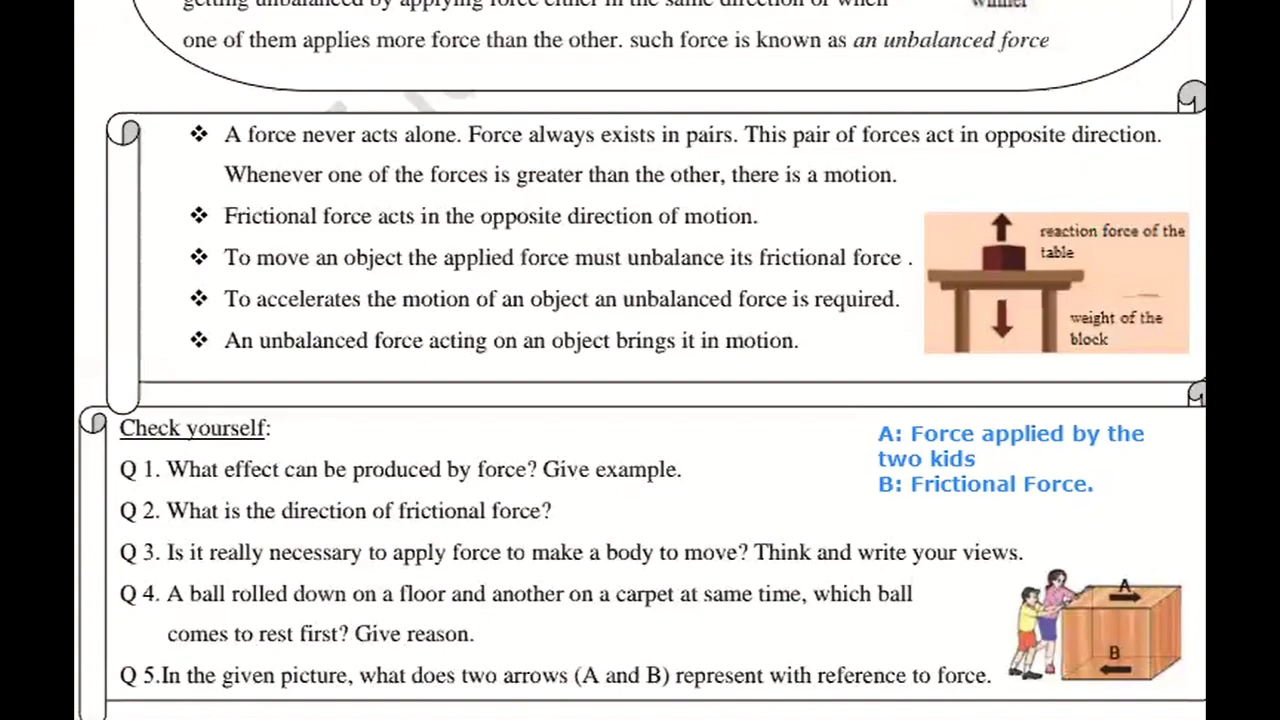 one of them applies more force than the other. such force is known as an unbalanced force
❖ A force never acts alone. Force always exists in pairs. This pair of forces act in opposite direction.
Whenever one of the forces is greater than the other, there is a motion.
❖ Frictional force acts in the opposite direction of motion.
❖ To move an object the applied force must unbalance its frictional force .
❖ To accelerates the motion of an object an unbalanced force is required.
❖ An unbalanced force acting on an object brings it in motion.
reaction force of the
table
weight of the
block
Check yourself:
A: Force applied by the
two kids
B: Frictional Force.
Q 1. What effect can be produced by force? Give example.
Q 2. What is the direction of frictional force?
Q 3. Is it really necessary to apply force to make a body to move? Think and write your views.
Q 4. A ball rolled down on a floor and another on a carpet at same time, which ball
comes to rest first? Give reason.
A
B
Q 5.In the given picture, what does two arrows (A and B) represent with reference to force.